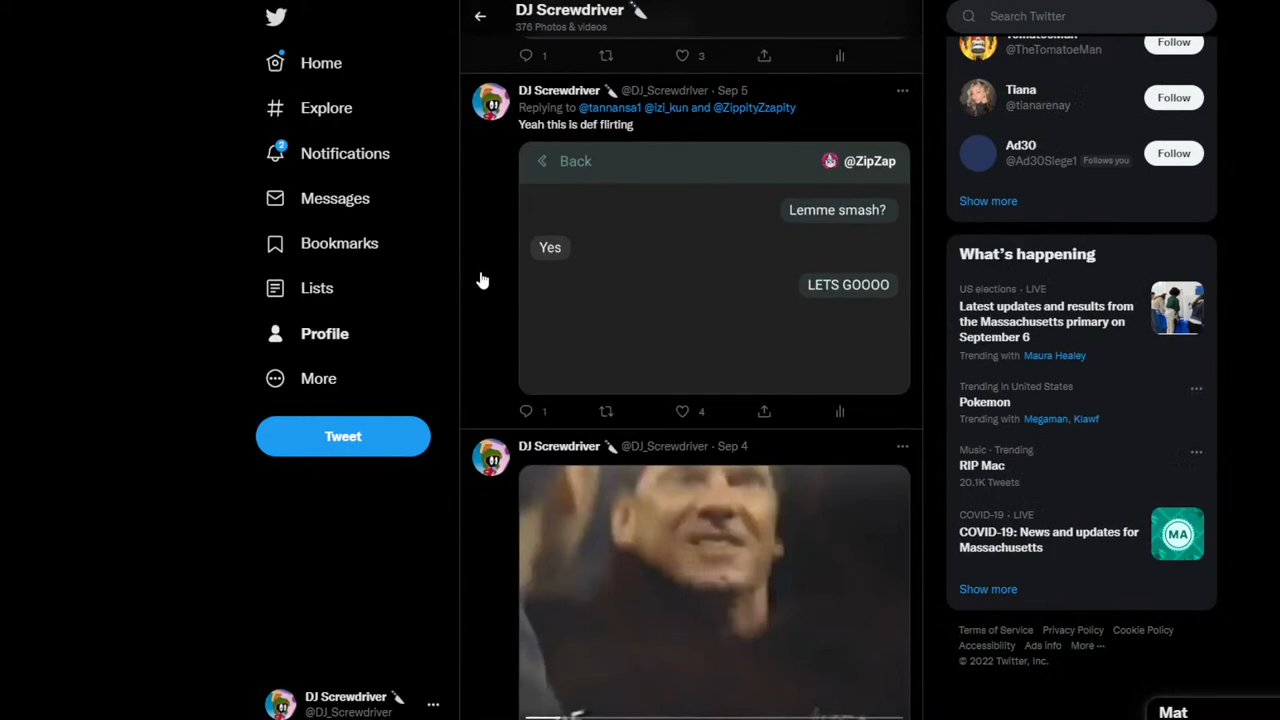 DJ Screwdriver
376 Photos & videos
Home
Explore
2
Notifications
Messages
Bookmarks
Lists
Profile
More
Tweet
DJ Screwdriver
@DJ_Screwdriver
1
3
DJ Screwdriver @DJ_Screwdriver · Sep 5
Replying to @tannansa1 @izi_kun and @ZippityZzapity
Yeah this is def flirting
Back
@ZipZap
Lemme smash?
Yes
LETS GOOOO
1
4
DJ Screwdriver @DJ_Screwdriver · Sep 4
Search Twitter
TomatoeMan
@TheTomatoeMan
Follow
Tiana
@tianarenay
Follow
Ad30
@Ad30Siege1 Follows you
Follow
Show more
What's happening
US elections · LIVE
Latest updates and results from
the Massachusetts primary on
September 6
Trending with Maura Healey
Trending in United States
Pokemon
Trending with Megaman, Kiawf
Music · Trending
RIP Mac
20.1K Tweets
COVID-19 · LIVE
COVID-19: News and updates for
Massachusetts
MA
Show more
Terms of Service Privacy Policy Cookie Policy
Accessibility Ads info More ···
© 2022 Twitter, Inc.
Mat